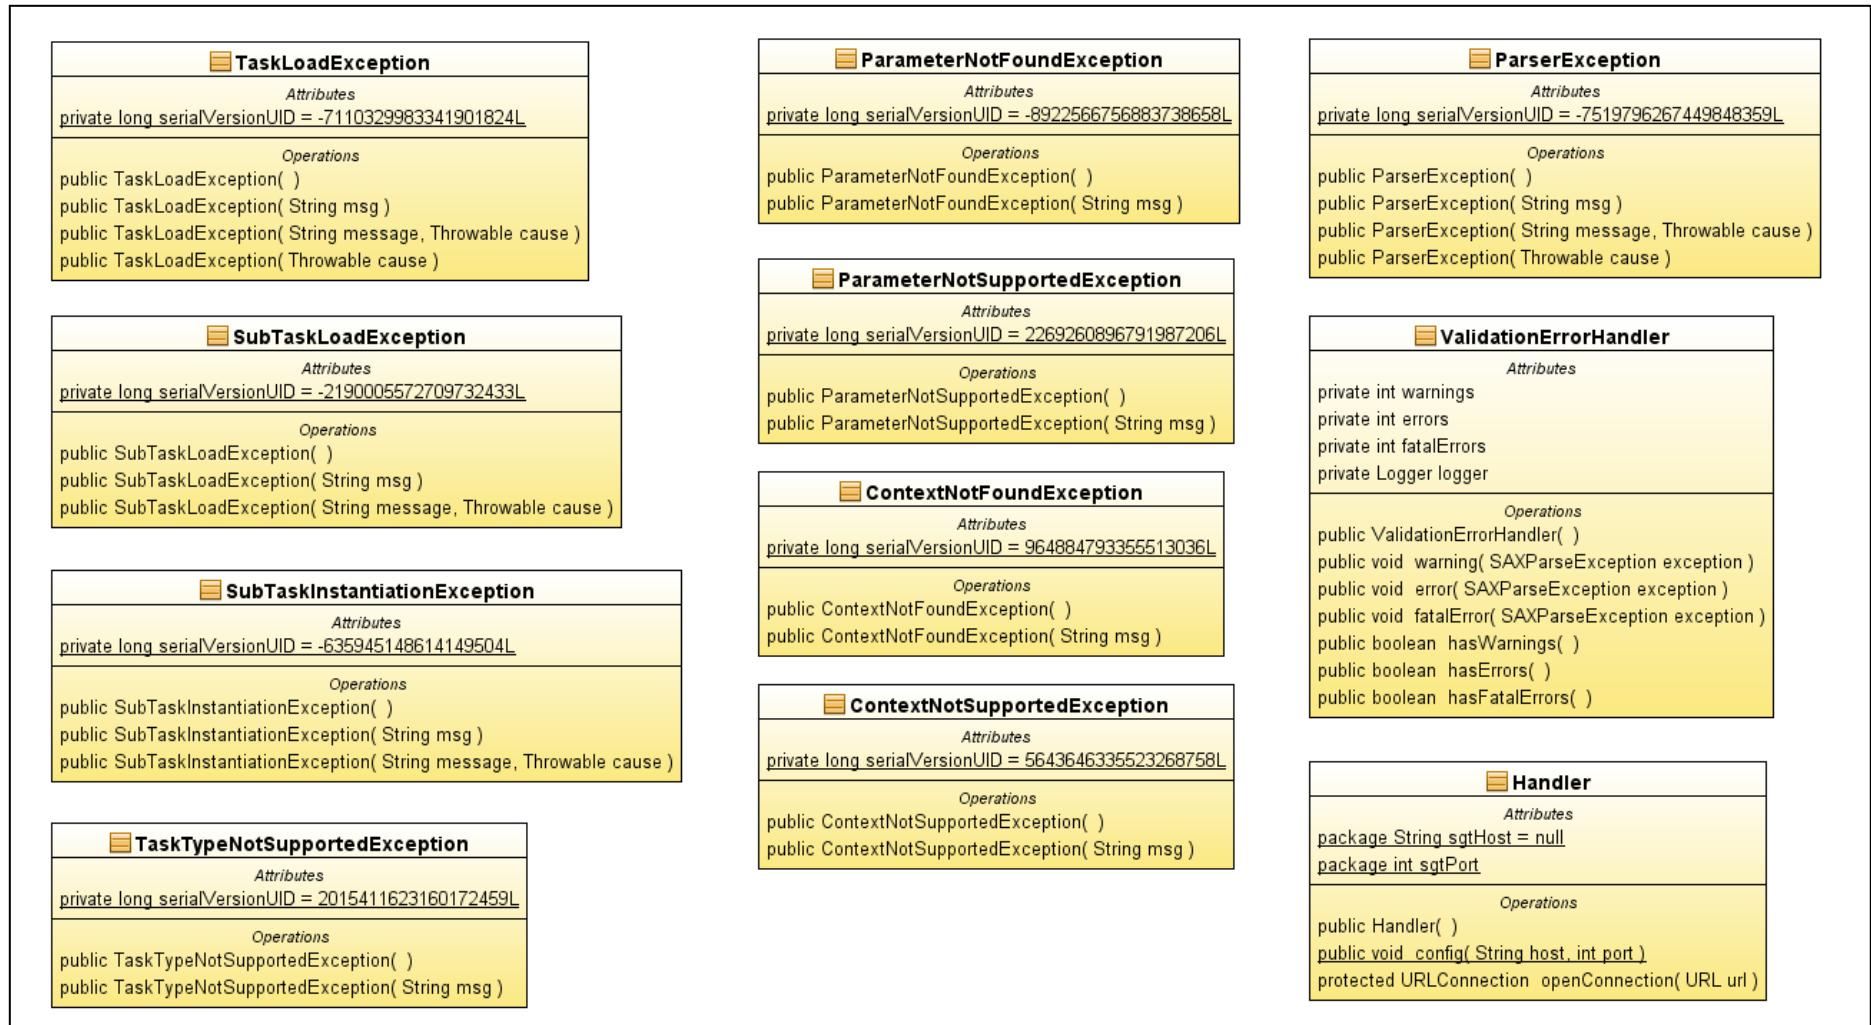 TaskLoadException
Attributes
private long serialVersionUID = -7110329983341901824L
Operations
public TaskLoadException( )
public TaskLoadException( String msg )
public TaskLoadException( String message, Throwable cause )
public TaskLoadException( Throwable cause )
SubTaskLoadException
Attributes
private long serialVersionUID = -2190005572709732433L
Operations
public SubTaskLoadException( )
public SubTaskLoadException( String msg )
public SubTaskLoadException( String message, Throwable cause )
SubTaskInstantiationException
Attributes
private long serialVersionUID = -635945148614149504L
Operations
public SubTaskInstantiationException( )
public SubTaskInstantiationException( String msg )
public SubTaskInstantiationException( String message, Throwable cause )
TaskTypeNotSupportedException
Attributes
private long serialVersionUID = 2015411623160172459L
Operations
public TaskTypeNotSupportedException( )
public TaskTypeNotSupportedException( String msg )
ParameterNotFoundException
Attributes
private long serialVersionUID = -8922566756883738658L
Operations
public ParameterNotFoundException( )
public ParameterNotFoundException( String msg )
ParameterNotSupportedException
Attributes
private long serialVersionUID = 2269260896791987206L
Operations
public ParameterNotSupportedException( )
public ParameterNotSupportedException( String msg )
ContextNotFoundException
Attributes
private long serialVersionUID = 964884793355513036L
Operations
public ContextNotFoundException( )
public ContextNotFoundException( String msg )
ContextNotSupportedException
Attributes
private long serialVersionUID = 5643646335523268758L
Operations
public ContextNotSupportedException( )
public ContextNotSupportedException( String msg )
ParserException
Attributes
private long serialVersionUID = -7519796267449848359L
Operations
public ParserException( )
public ParserException( String msg )
public ParserException( String message, Throwable cause )
public ParserException( Throwable cause )
ValidationErrorHandler
Attributes
private int warnings
private int errors
private int fatalErrors
private Logger logger
Operations
public ValidationErrorHandler( )
public void warning( SAXParseException exception )
public void error( SAXParseException exception )
public void fatalError( SAXParseException exception )
public boolean hasWarnings( )
public boolean hasErrors( )
public boolean hasFatalErrors( )
Handler
Attributes
package String sgtHost = null
package int sgtPort
Operations
public Handler( )
public void config( String host, int port )
protected URLConnection openConnection( URL url )